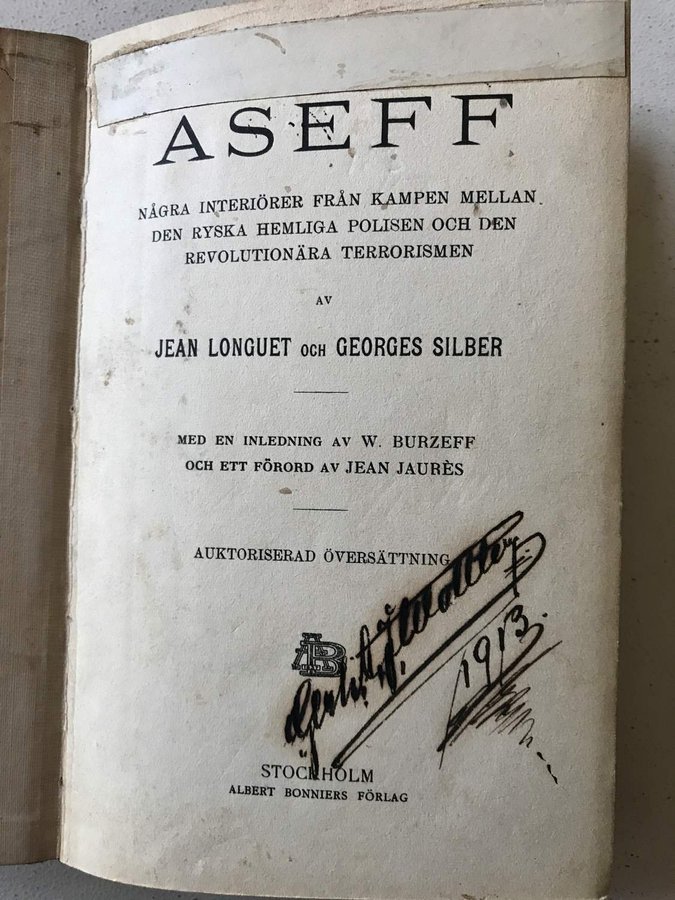 ASEFF
NÅGRA INTERIÖRER FRÅN KAMPEN MELLAN
DEN RYSKA HEMLIGA POLISEN OCH DEN
REVOLUTIONÄRA TERRORISMEN
AV
JEAN LONGUET OCH GEORGES SILBER
MED EN INLEDNING AV W. BURZEFF
OCH ETT FÖRORD AV JEAN JAURÈS
AUKTORISERAD ÖVERSÄTTNING
1913.
STOCKHOLM
ALBERT BONNIERS FÖRLAG